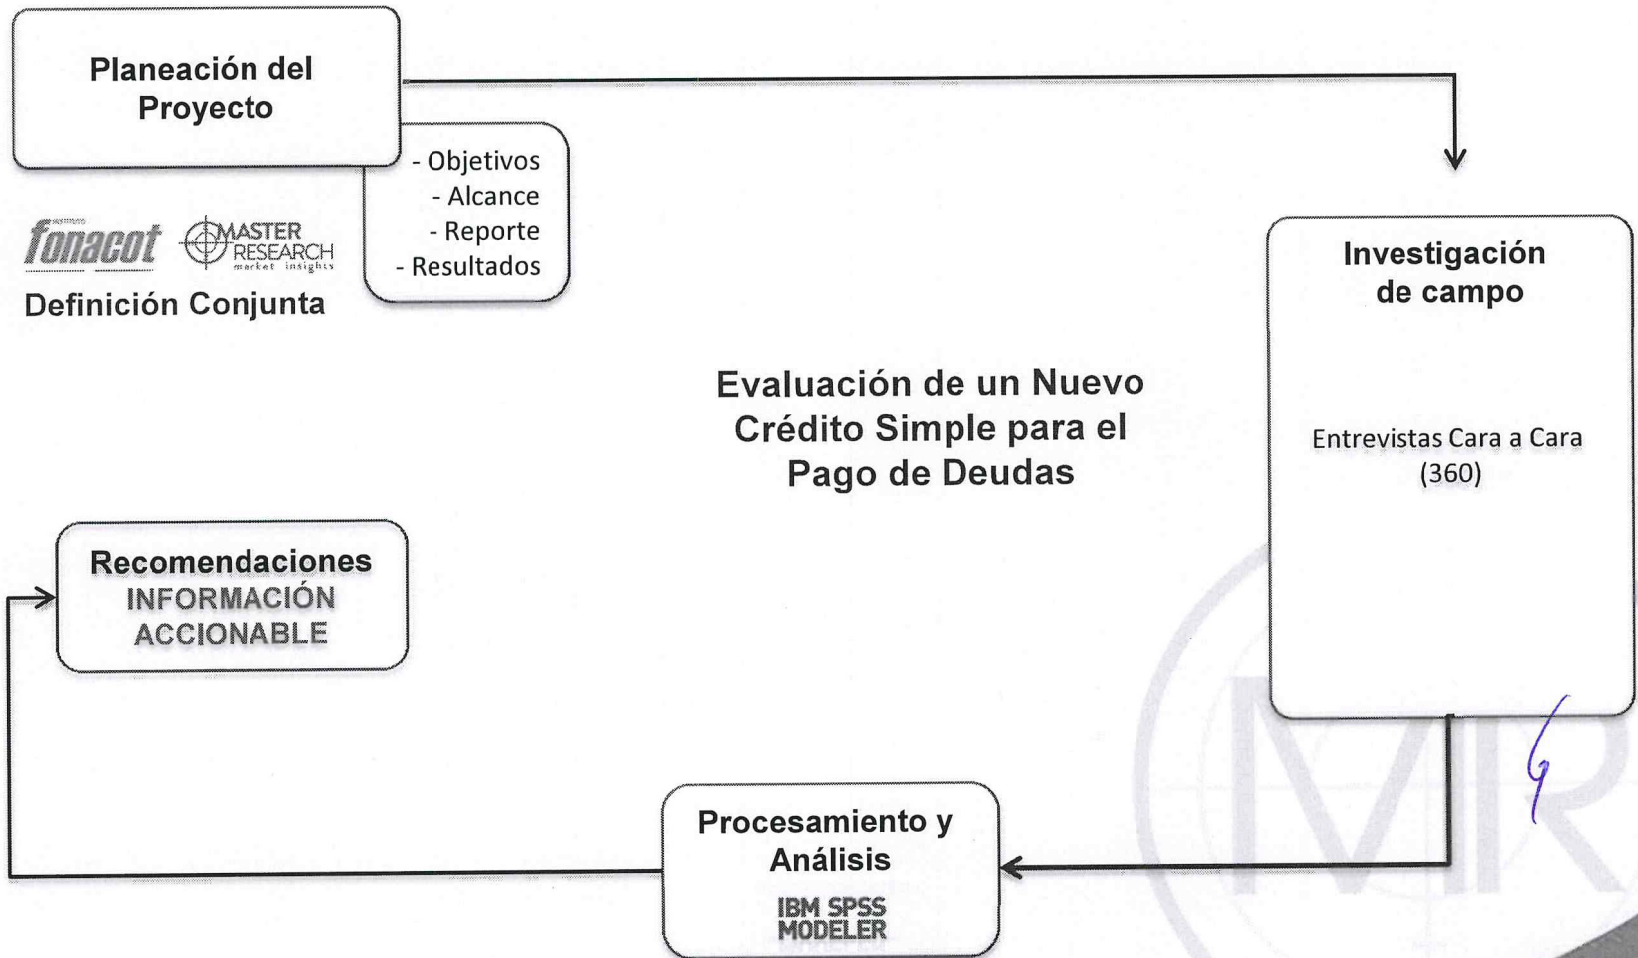 Planeación del
Proyecto
- Objetivos
- Alcance
- Reporte
- Resultados
fonacot
MASTER
RESEARCH
market insights
Definición Conjunta
Investigación
de campo
Entrevistas Cara a Cara
(360)
Evaluación de un Nuevo
Crédito Simple para el
Pago de Deudas
Recomendaciones
INFORMACIÓN
ACCIONABLE
Procesamiento y
Análisis
IBM SPSS
MODELER
MR